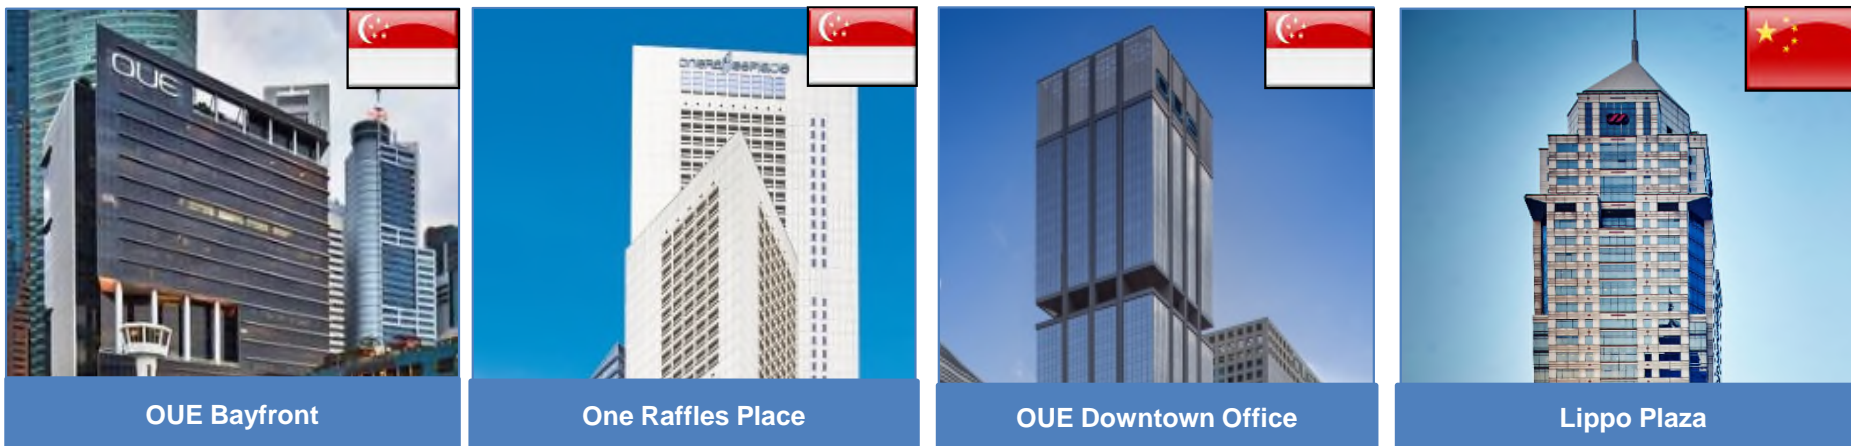 OUE
OUE Bayfront
One Raffles Place
OUE Downtown Office
Lippo Plaza